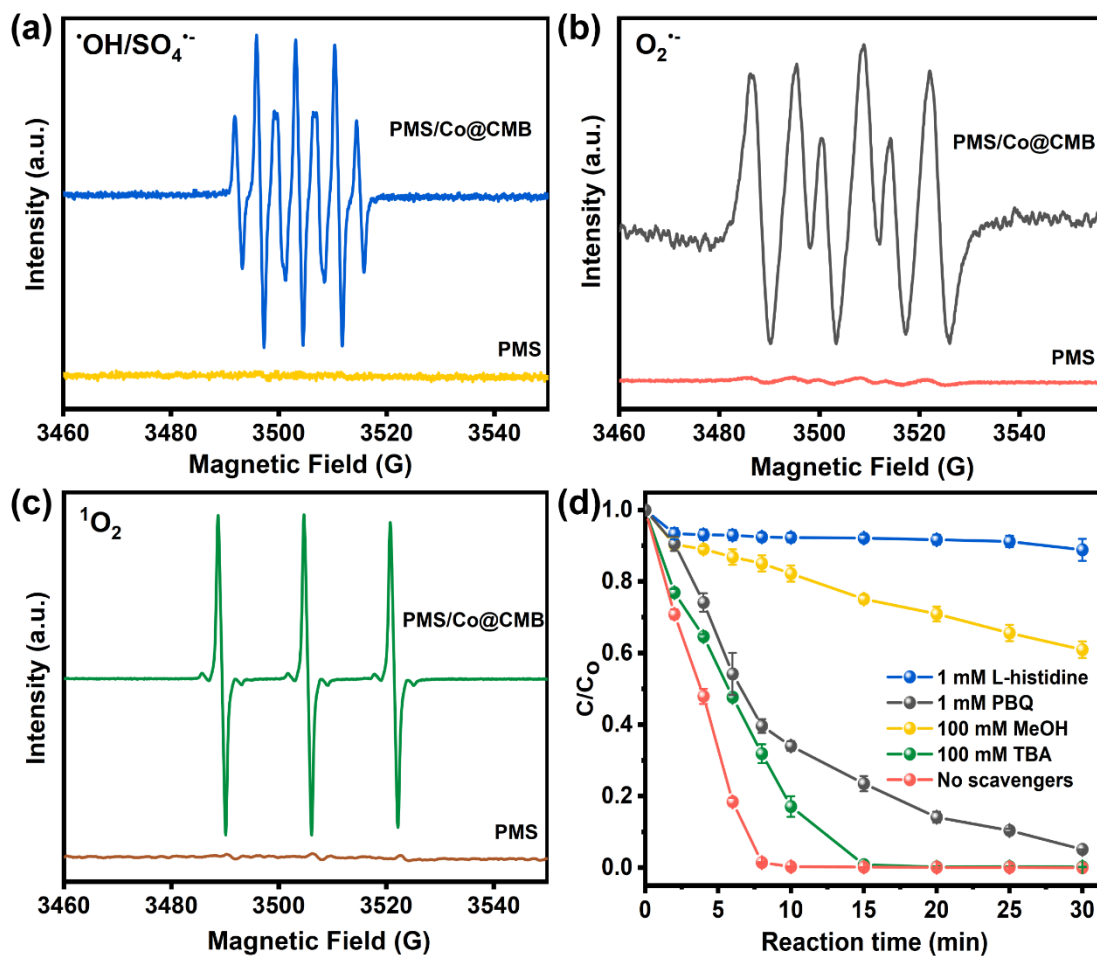 (a)
•OH/SO₄•⁻
PMS/Co@CMB
PMS
Intensity (a.u.)
3460 3480 3500 3520 3540
Magnetic Field (G)
(b)
O₂•⁻
PMS/Co@CMB
PMS
Intensity (a.u.)
3460 3480 3500 3520 3540
Magnetic Field (G)
(c)
¹O₂
PMS/Co@CMB
PMS
Intensity (a.u.)
3460 3480 3500 3520 3540
Magnetic Field (G)
(d)
1.0
0.8
0.6
0.4
0.2
0.0
C/C₀
1 mM L-histidine
1 mM PBQ
100 mM MeOH
100 mM TBA
No scavengers
0 5 10 15 20 25 30
Reaction time (min)